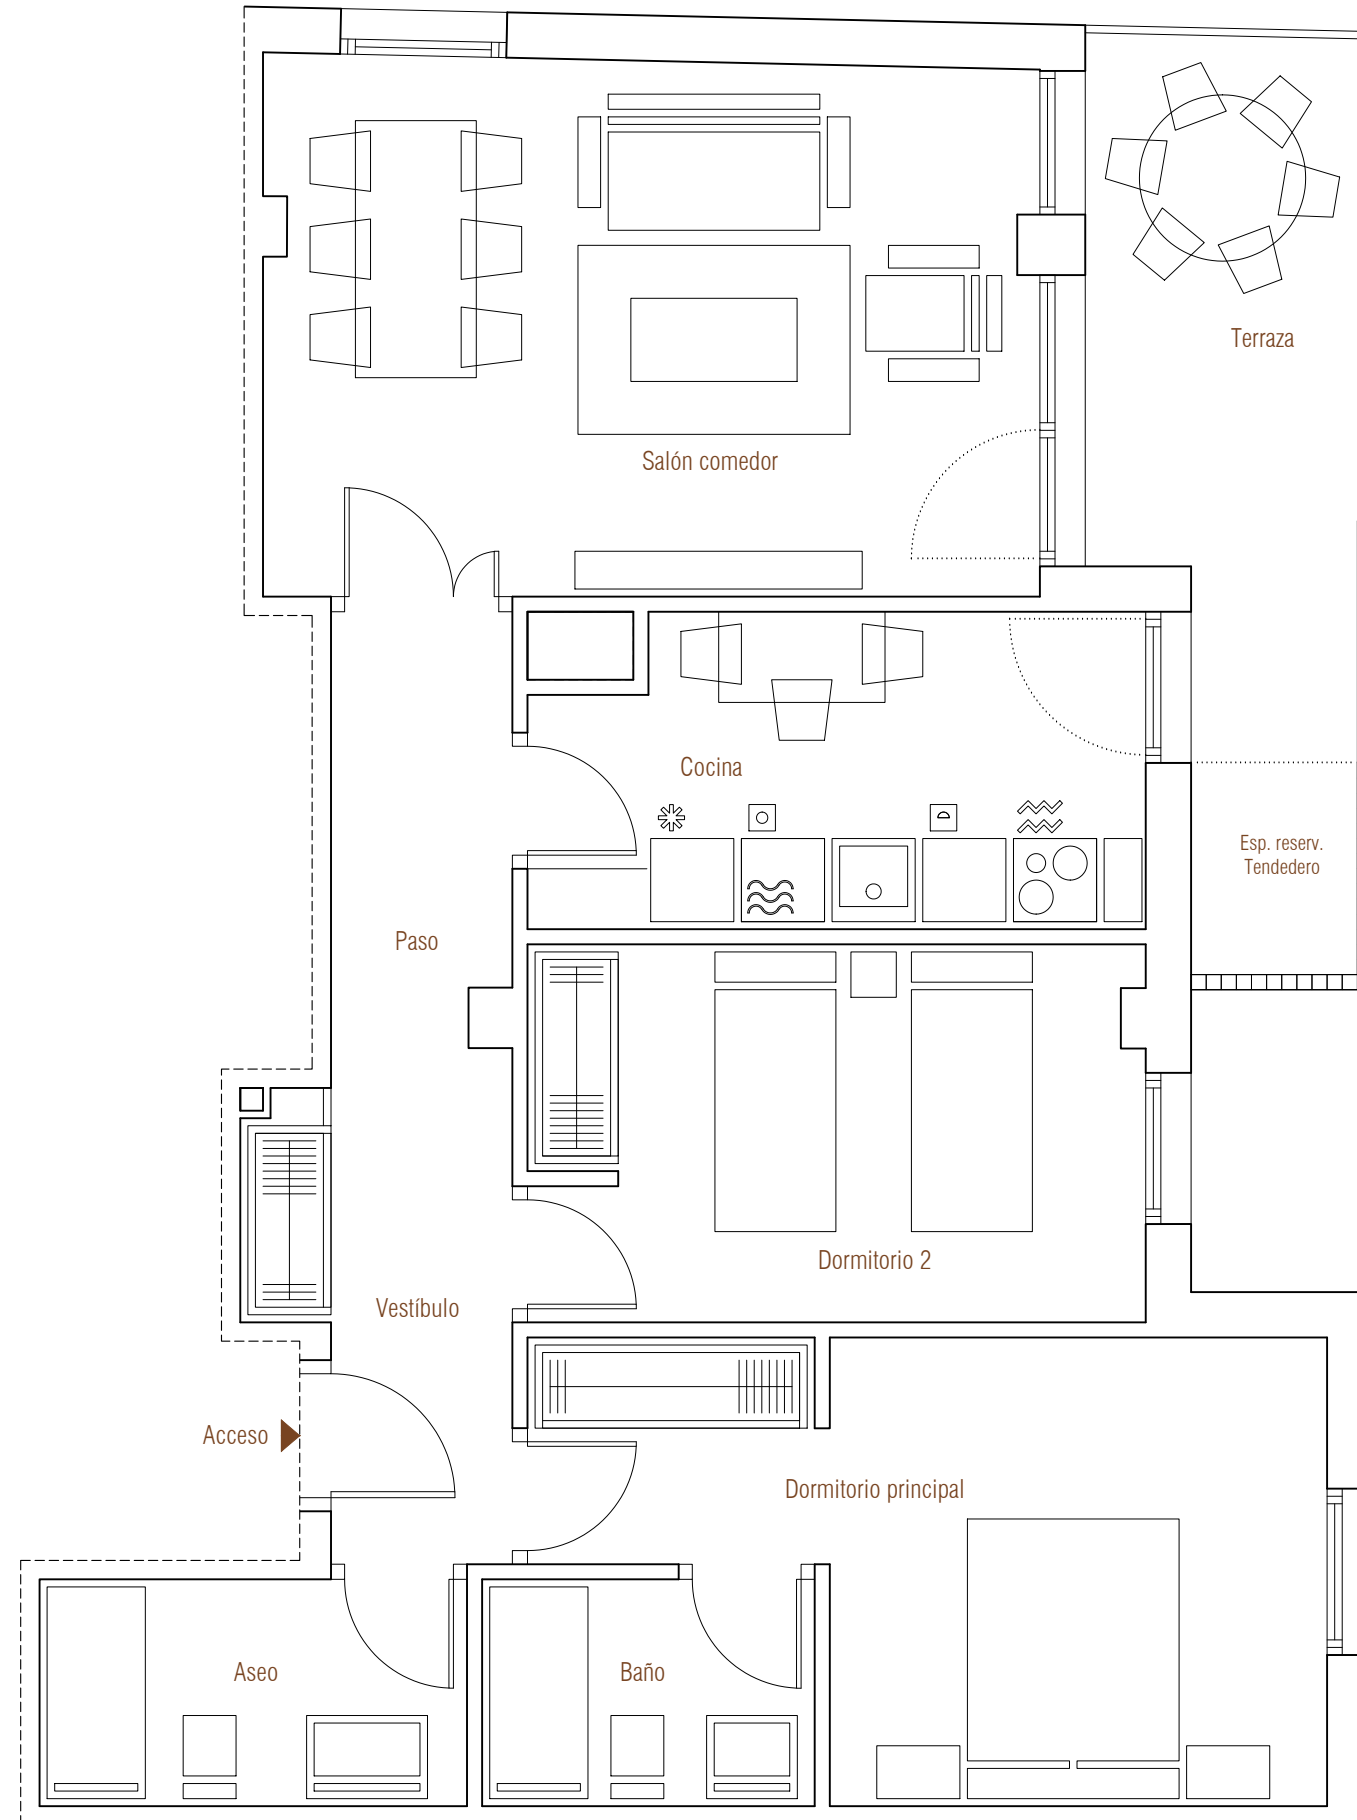 Terraza
Salón comedor
Cocina
Esp. reserv.
Tendedero
Paso
Dormitorio 2
Vestíbulo
Acceso
Dormitorio principal
Aseo
Baño